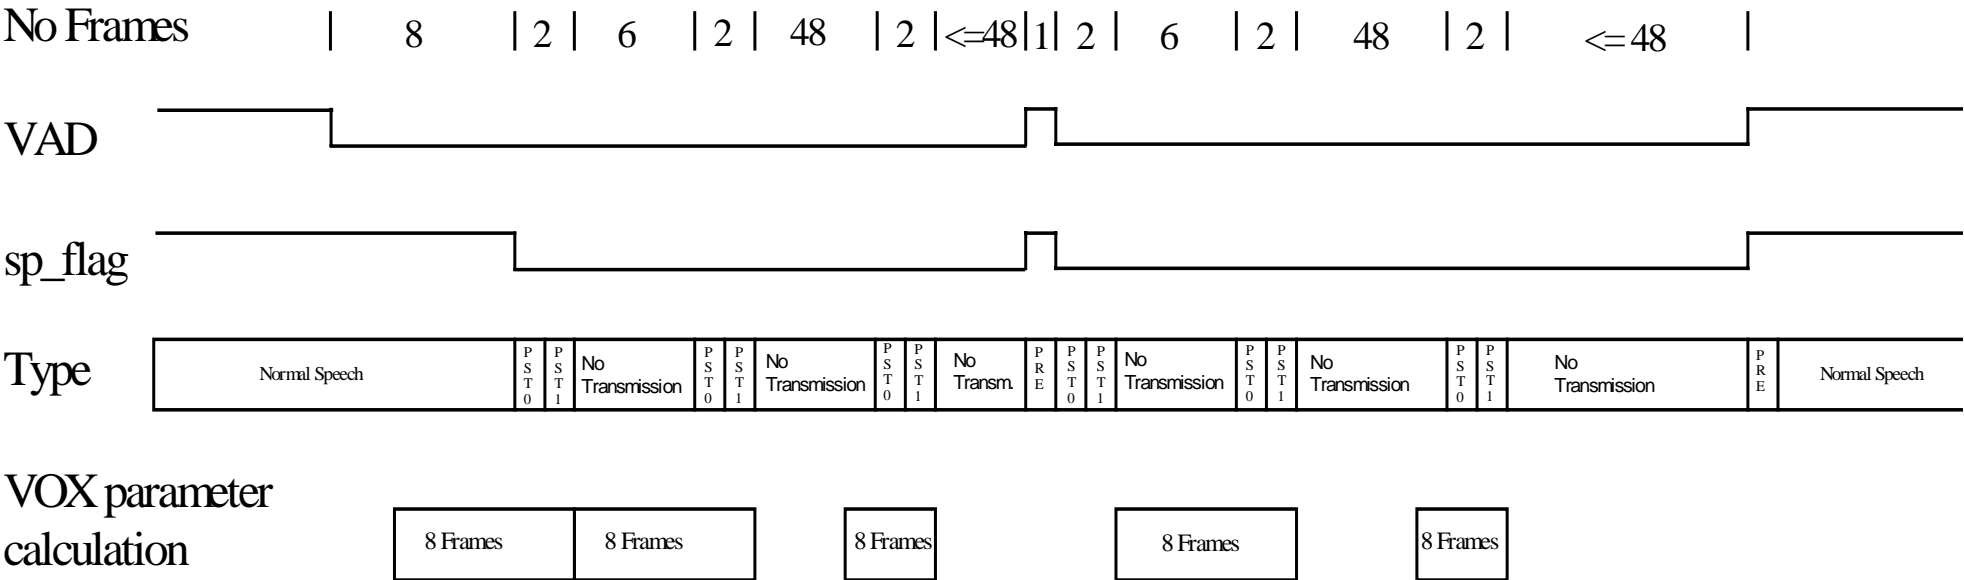 No Frames | 8 | 2 | 6 | 2 | 48 | 2 | <=48 | 1 | 2 | 6 | 2 | 48 | 2 | <= 48 |
VAD
sp_flag
Type
Normal Speech
PST0
PST1
No
Transmission
PST0
PST1
No
Transmission
PST0
PST1
No
Transm.
PRE
PST0
PST1
No
Transmission
PST0
PST1
No
Transmission
PST0
PST1
No
Transmission
PRE
Normal Speech
VOX parameter
calculation
8 Frames
8 Frames
8 Frames
8 Frames
8 Frames